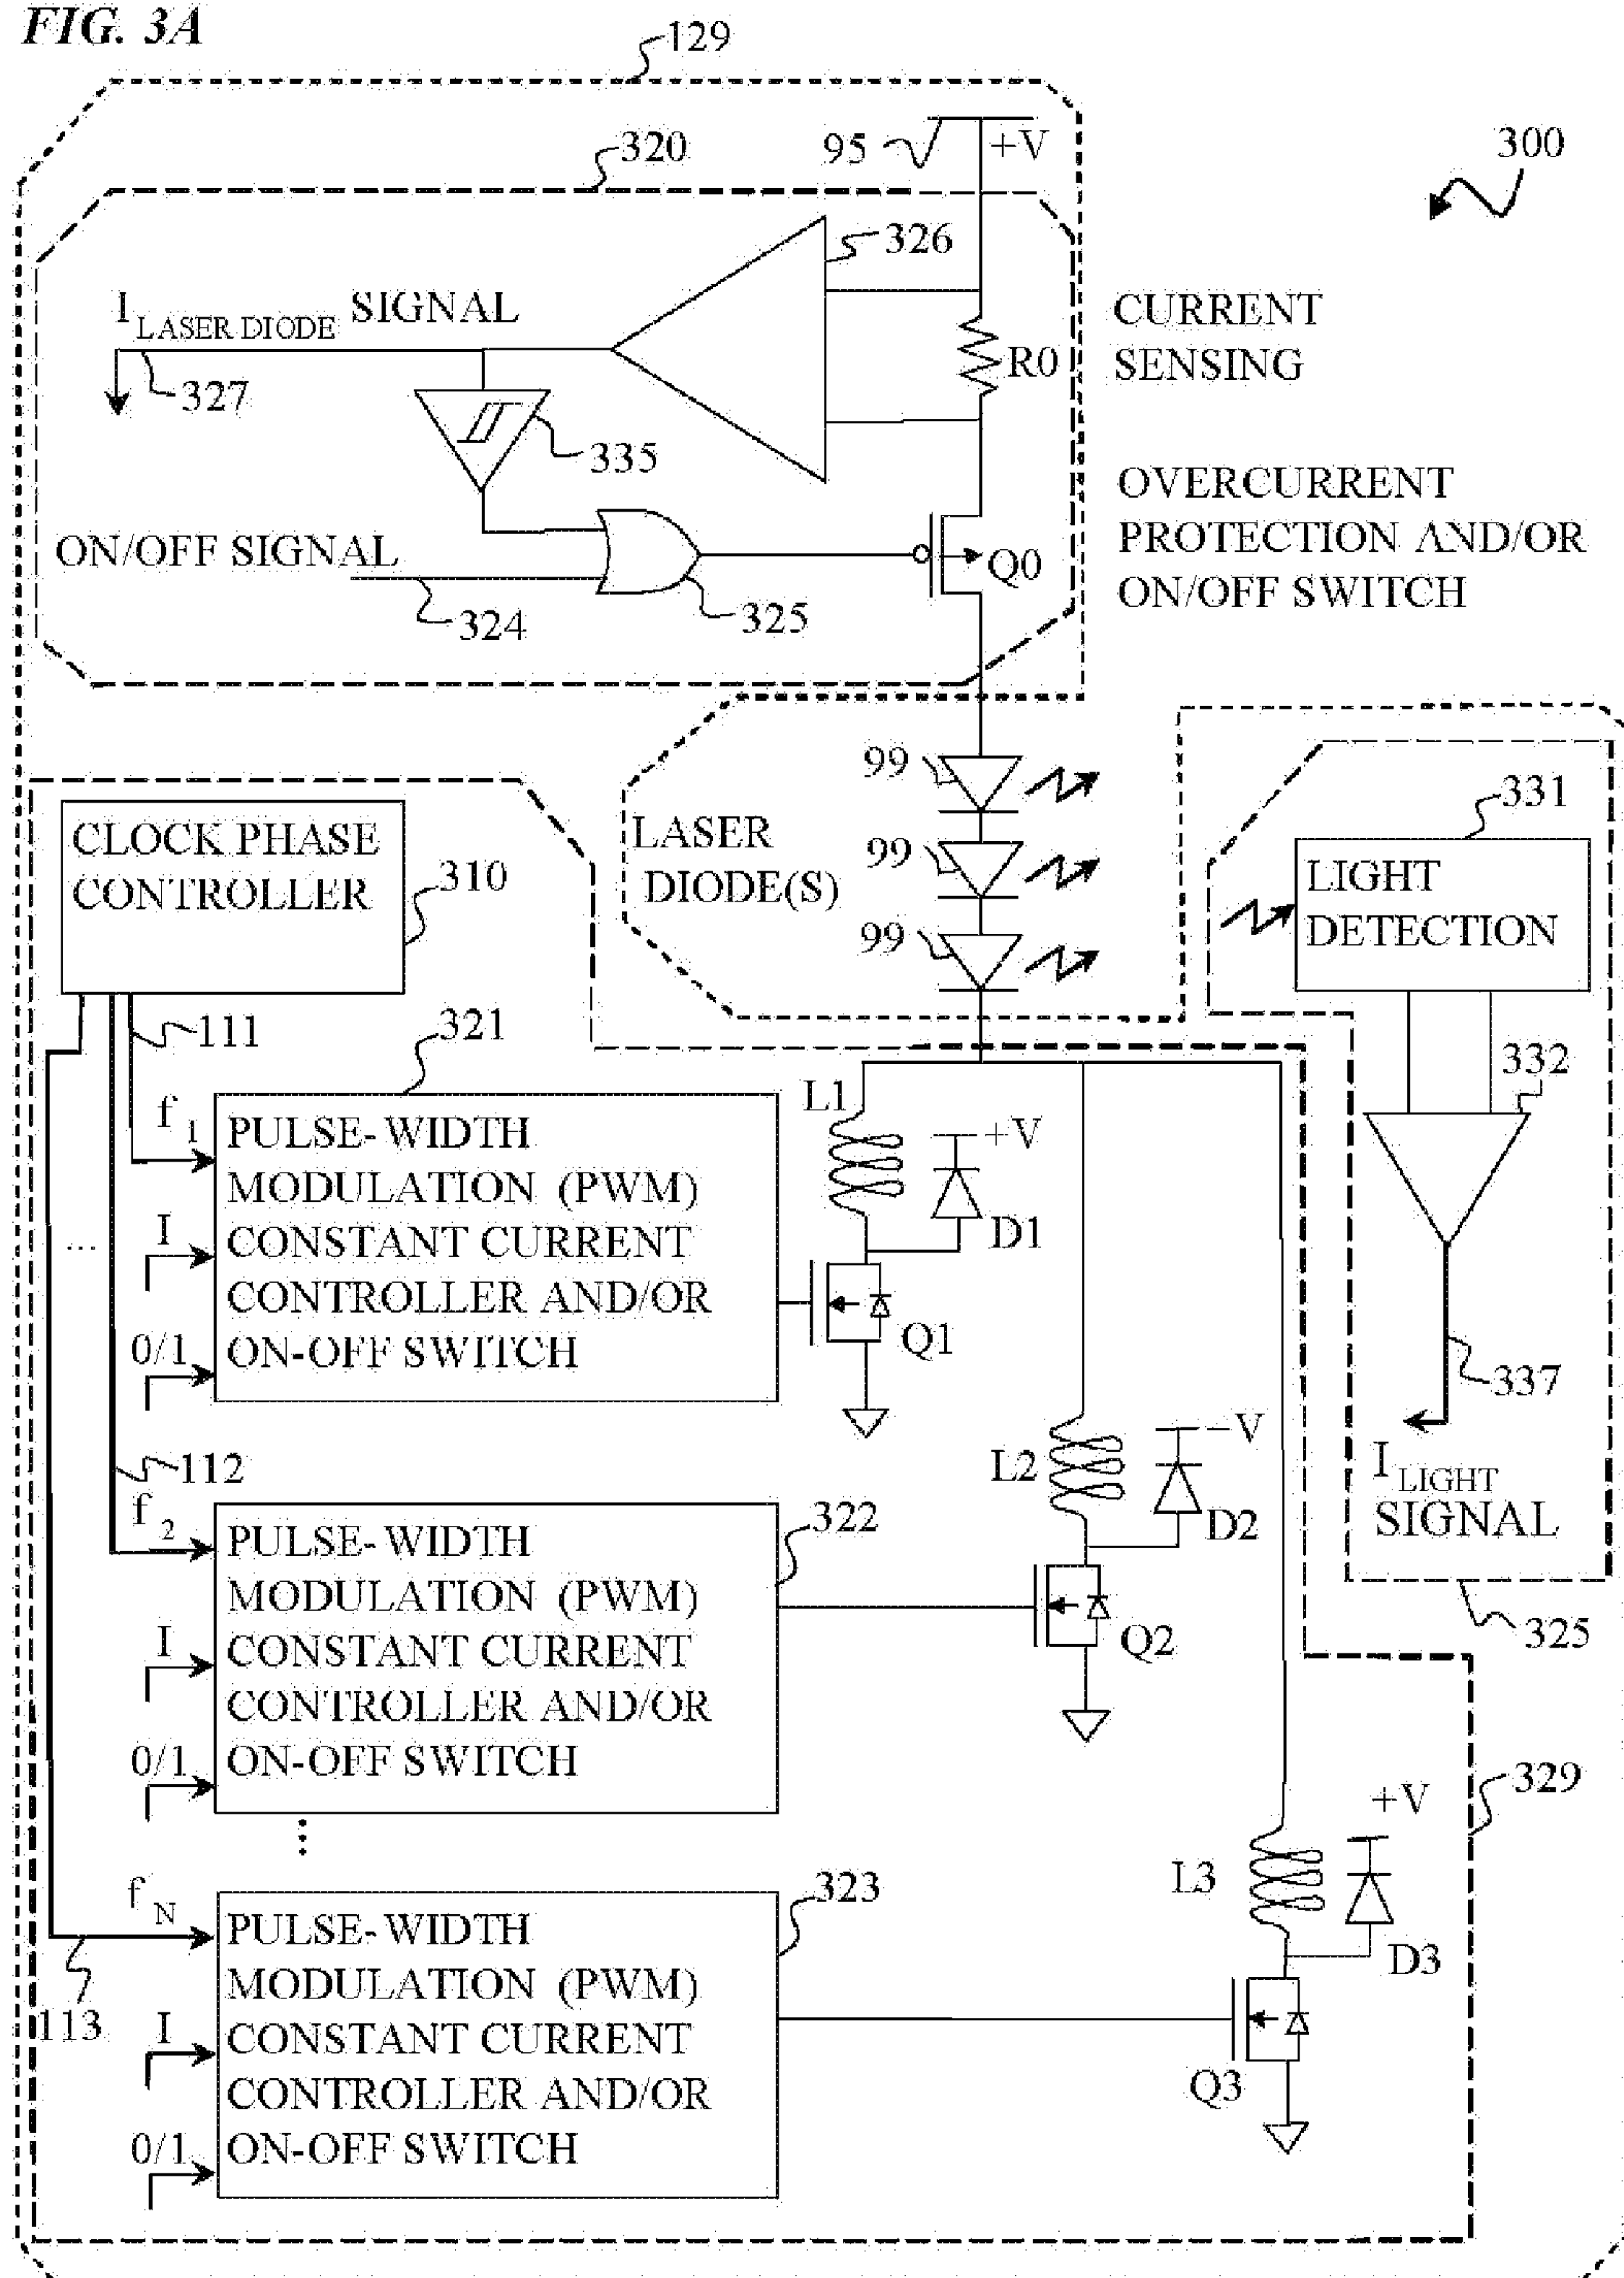 FIG. 3A
129
320
95
+V
300
326
I LASER DIODE SIGNAL
CURRENT
SENSING
R0
327
335
OVERCURRENT
PROTECTION AND/OR
ON/OFF SWITCH
ON/OFF SIGNAL
Q0
324
325
99
LASER
DIODE(S)
99
99
331
LIGHT
DETECTION
CLOCK PHASE
CONTROLLER
310
111
321
332
f 1
PULSE-WIDTH
MODULATION (PWM)
CONSTANT CURRENT
CONTROLLER AND/OR
ON-OFF SWITCH
I
0/1
...
L1
+V
D1
Q1
337
I LIGHT
SIGNAL
325
112
f 2
322
PULSE-WIDTH
MODULATION (PWM)
CONSTANT CURRENT
CONTROLLER AND/OR
ON-OFF SWITCH
I
0/1
L2
–V
D2
Q2
329
...
f N
323
PULSE-WIDTH
MODULATION (PWM)
CONSTANT CURRENT
CONTROLLER AND/OR
ON-OFF SWITCH
113
I
0/1
+V
L3
D3
Q3